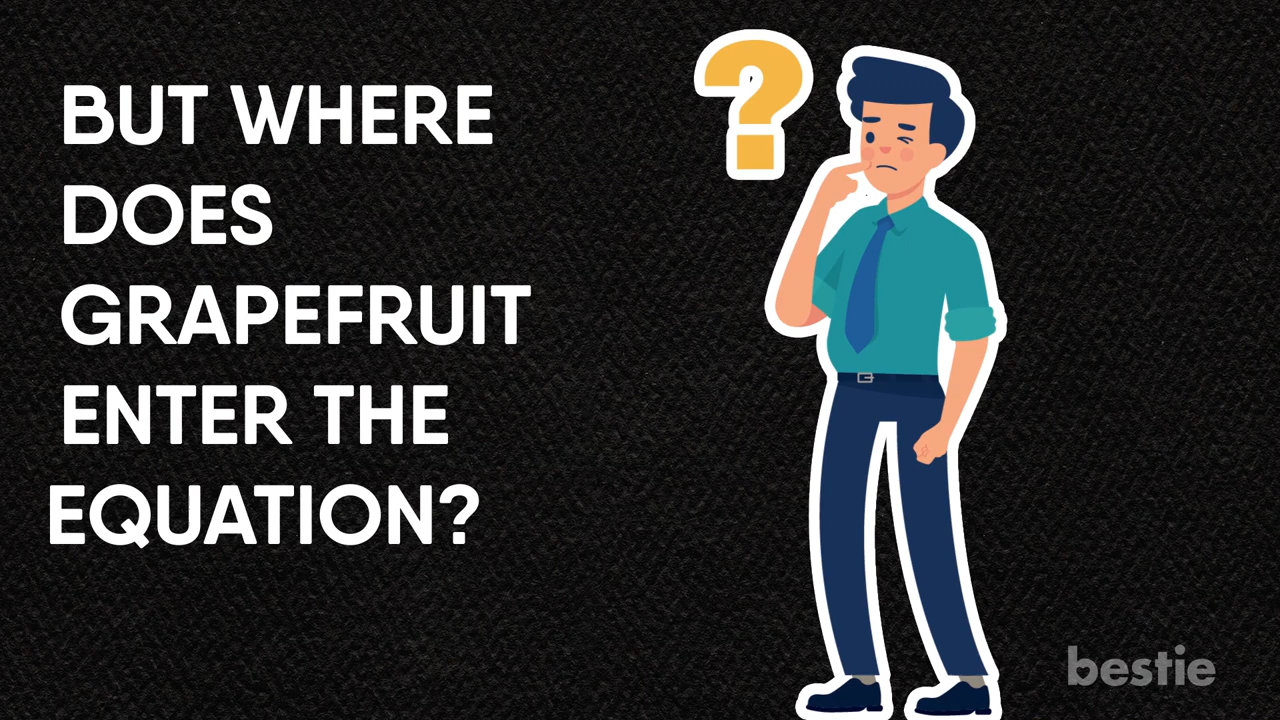 BUT WHERE
DOES
GRAPEFRUIT
ENTER THE
EQUATION?
?
bestie